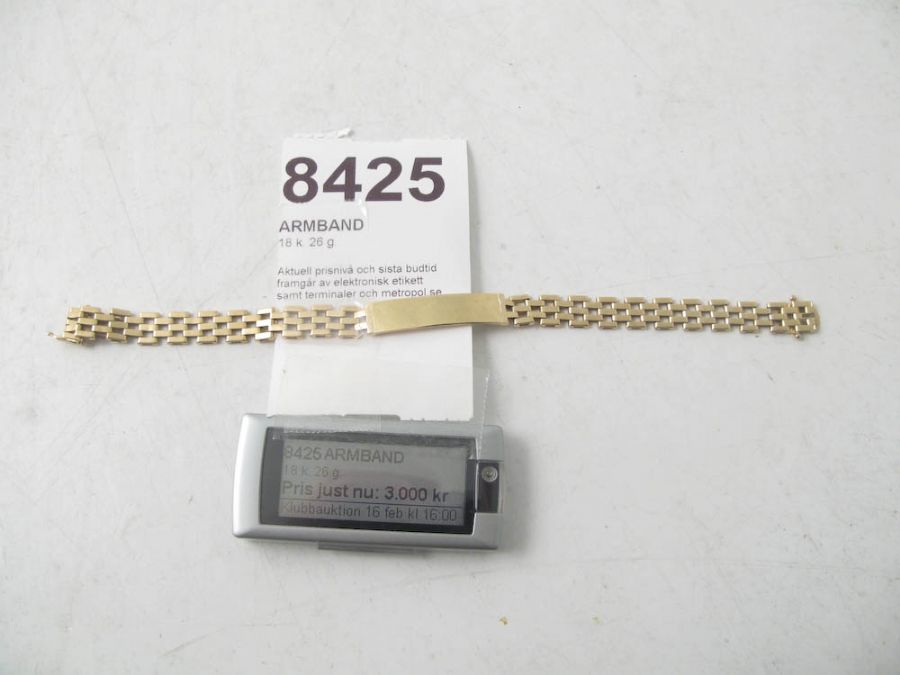 8425
ARMBAND
18 k. 26 g.
Aktuell prisnivå och sista budtid
framgår av elektronisk etikett
samt terminaler och metropol.se
8425 ARMBAND
18 k. 26 g.
Pris just nu: 3.000 kr
Klubbauktion 16 feb kl 16:00